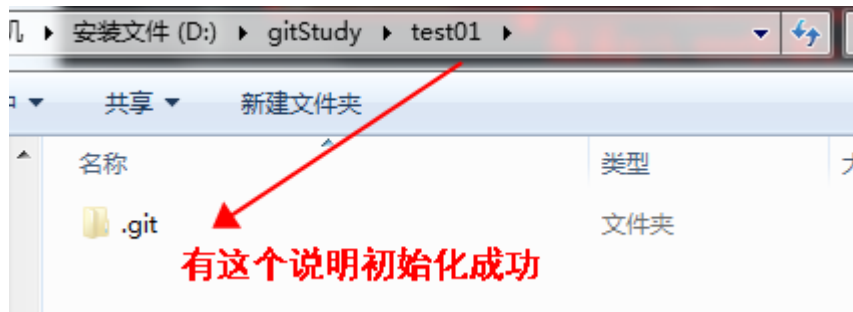 安装文件 (D:) ▸ gitStudy ▸ test01 ▸
共享 新建文件夹
名称 类型
.git 文件夹
有这个说明初始化成功